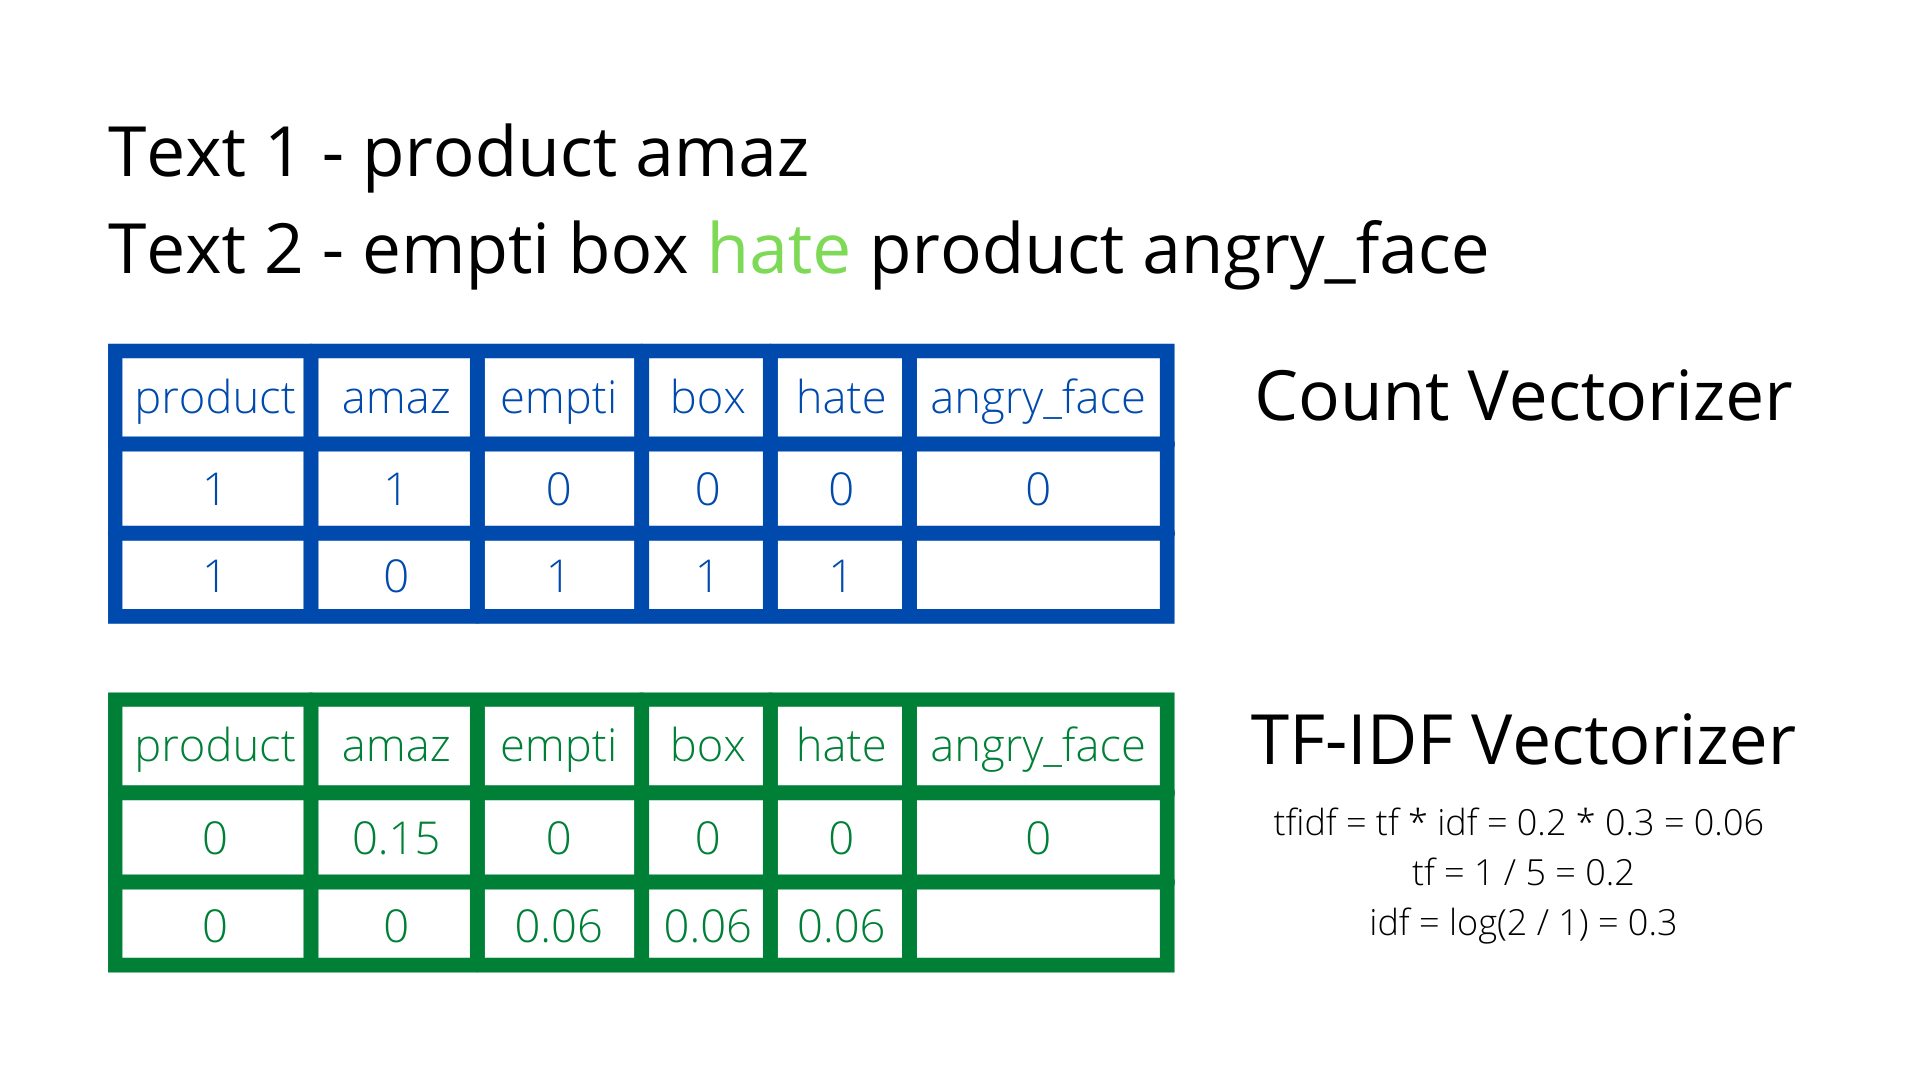 Text 1 - product amaz
Text 2 - empti box hate product angry_face
product amaz empti box hate angry_face
1 1 0 0 0 0
1 0 1 1 1
Count Vectorizer
product amaz empti box hate angry_face
0 0.15 0 0 0 0
0 0 0.06 0.06 0.06
TF-IDF Vectorizer
tfidf = tf * idf = 0.2 * 0.3 = 0.06
tf = 1 / 5 = 0.2
idf = log(2 / 1) = 0.3